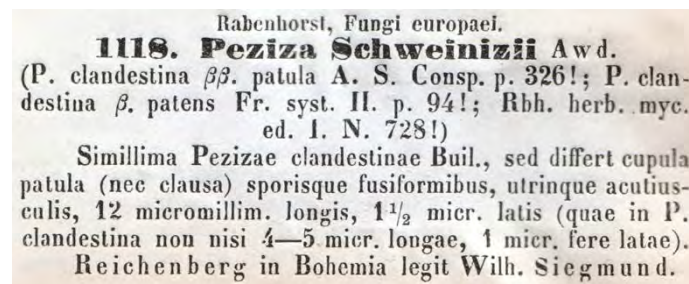 Rabenhorst, Fungi europaei.
1118. Peziza Schweinizii Awd.
(P. clandestina ββ. patula A. S. Consp. p. 326!; P. clan-
destina β. patens Fr. syst. II. p. 94!; Rbh. herb. myc.
ed. I. N. 728!)
Simillima Pezizae clandestinae Bull., sed differt cupula
patula (nec clausa) sporisque fusiformibus, utrinque acutius-
culis, 12 micromillim. longis, 1 1/2 micr. latis (quae in P.
clandestina non nisi 4—5 micr. longae, 1 micr. fere latae).
Reichenberg in Bohemia legit Wilh. Siegmund.